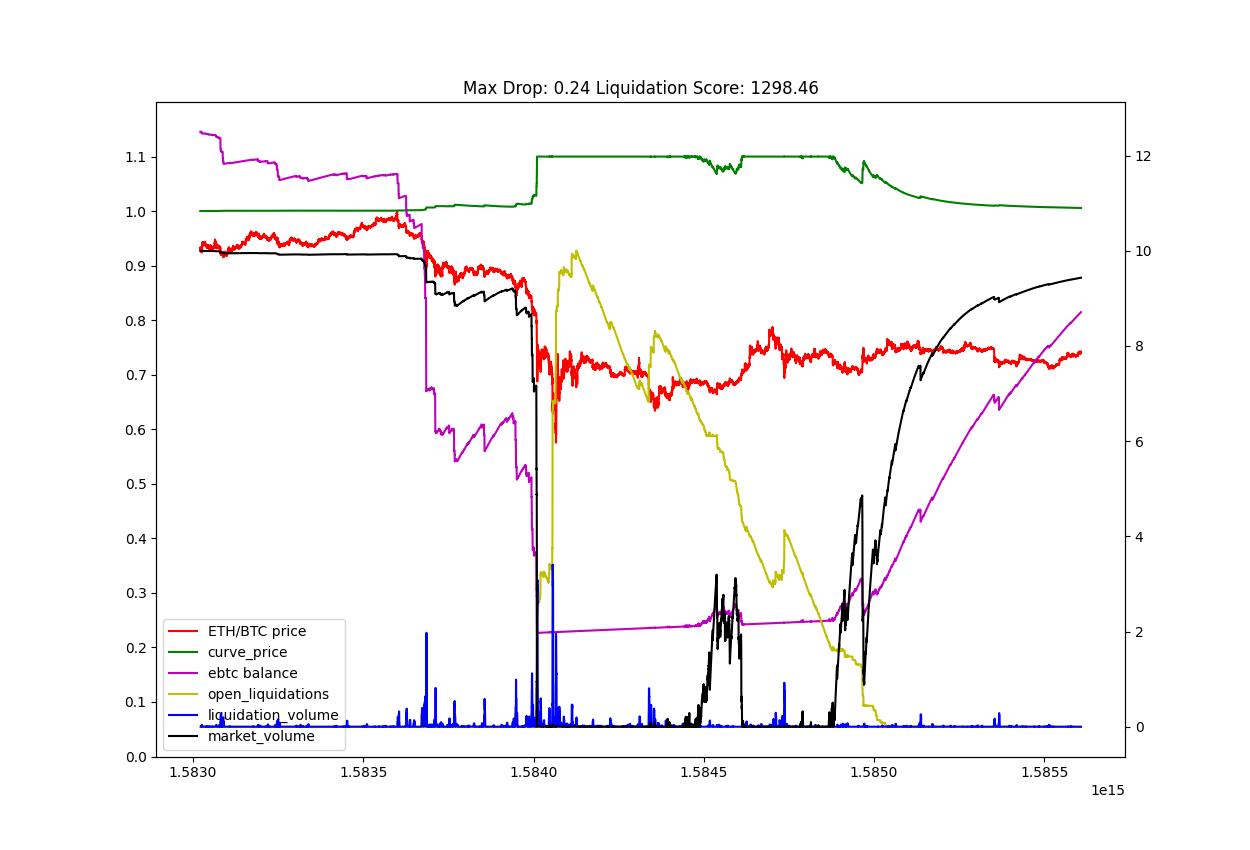 Max Drop: 0.24 Liquidation Score: 1298.46
1.1
1.0
0.9
0.8
0.7
0.6
0.5
0.4
0.3
0.2
0.1
0.0
12
10
8
6
4
2
0
ETH/BTC price
curve_price
ebtc balance
open_liquidations
liquidation_volume
market_volume
1.5830 1.5835 1.5840 1.5845 1.5850 1.5855
1e15